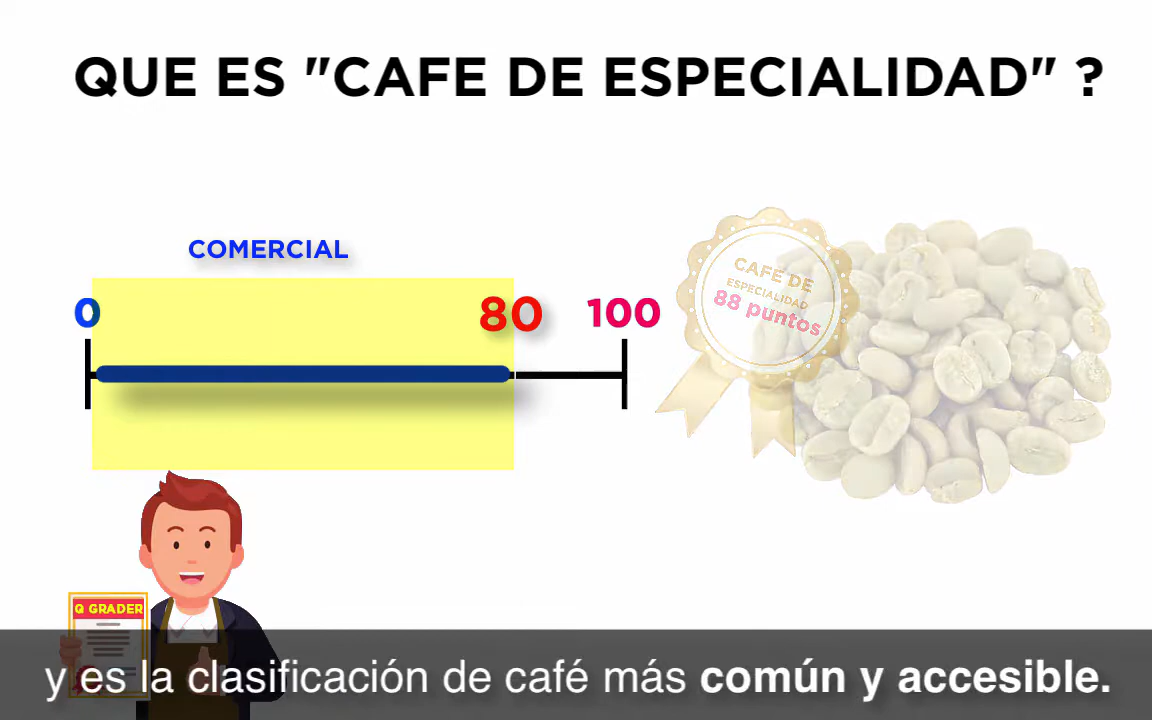 QUE ES "CAFE DE ESPECIALIDAD" ?
COMERCIAL
0
80
100
CAFÉ DE
ESPECIALIDAD
88 puntos
Q GRADER
y es la clasificación de café más común y accesible.